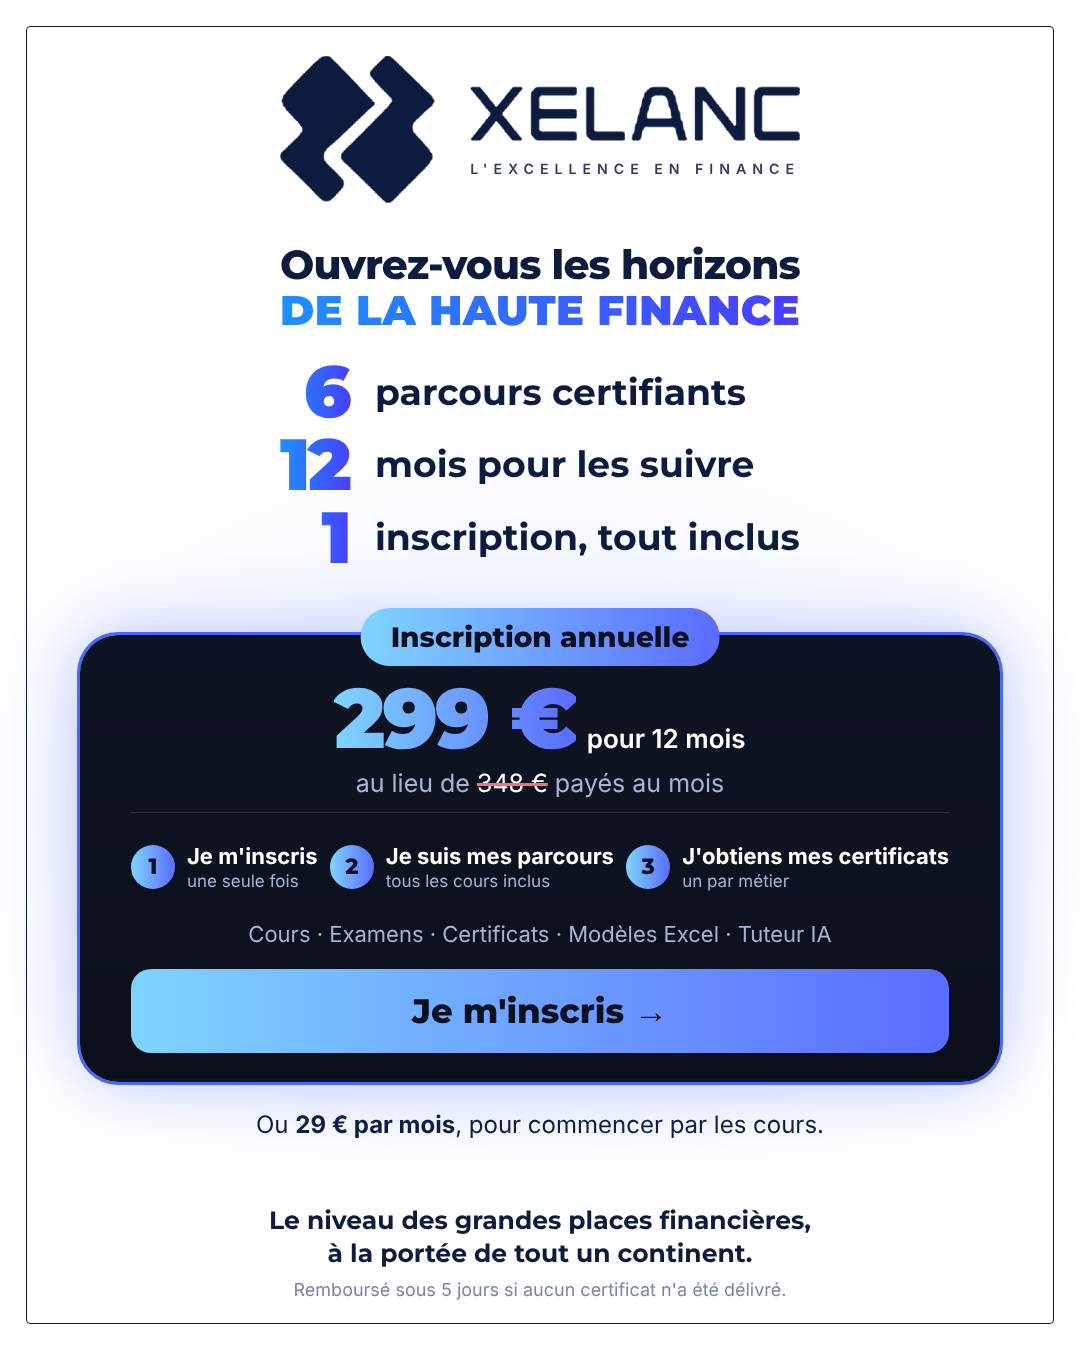 XELANC
L'EXCELLENCE EN FINANCE
Ouvrez-vous les horizons
DE LA HAUTE FINANCE
6 parcours certifiants
12 mois pour les suivre
1 inscription, tout inclus
Inscription annuelle
299 € pour 12 mois
au lieu de 348 € payés au mois
1 Je m'inscris
une seule fois
2 Je suis mes parcours
tous les cours inclus
3 J'obtiens mes certificats
un par métier
Cours · Examens · Certificats · Modèles Excel · Tuteur IA
Je m'inscris →
Ou 29 € par mois, pour commencer par les cours.
Le niveau des grandes places financières,
à la portée de tout un continent.
Remboursé sous 5 jours si aucun certificat n'a été délivré.